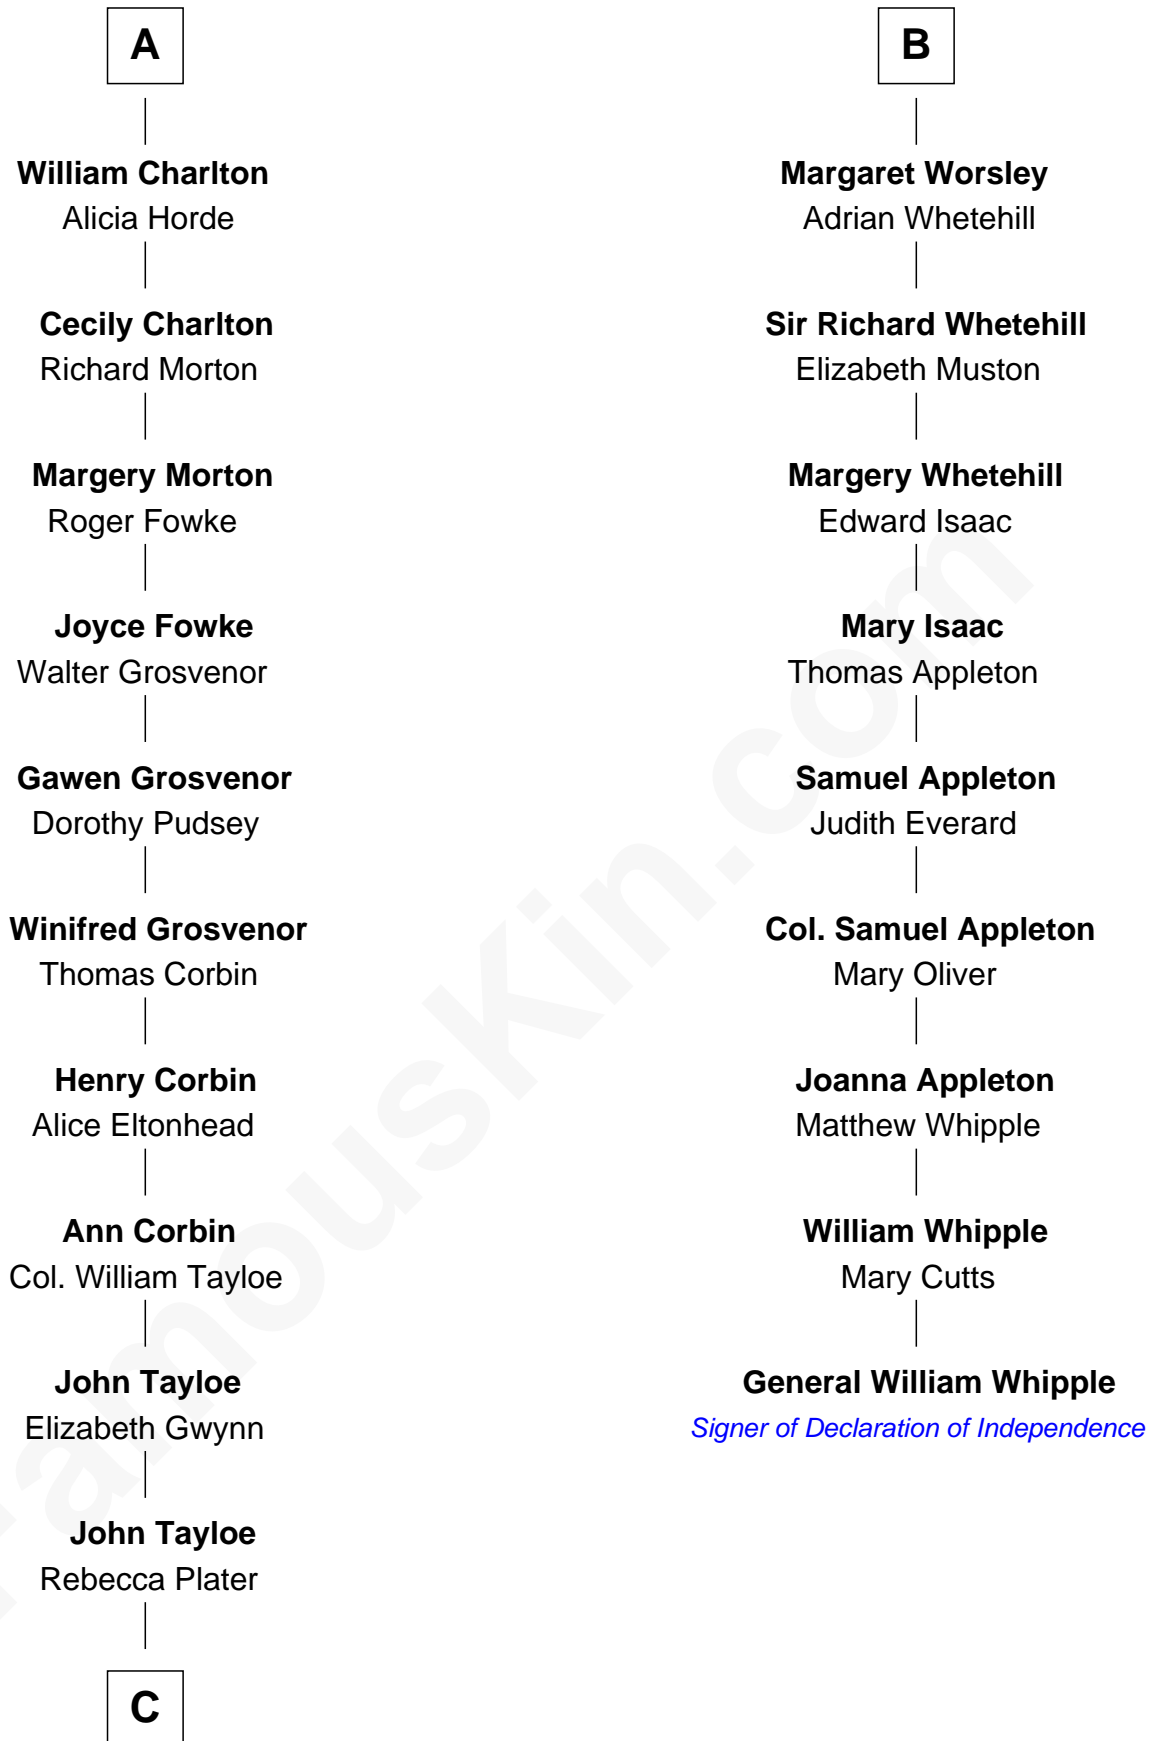 A
William Charlton
Alicia Horde
Cecily Charlton
Richard Morton
Margery Morton
Roger Fowke
Joyce Fowke
Walter Grosvenor
Gawen Grosvenor
Dorothy Pudsey
Winifred Grosvenor
Thomas Corbin
Henry Corbin
Alice Eltonhead
Ann Corbin
Col. William Tayloe
John Tayloe
Elizabeth Gwynn
John Tayloe
Rebecca Plater
C
B
Margaret Worsley
Adrian Whetehill
Sir Richard Whetehill
Elizabeth Muston
Margery Whetehill
Edward Isaac
Mary Isaac
Thomas Appleton
Samuel Appleton
Judith Everard
Col. Samuel Appleton
Mary Oliver
Joanna Appleton
Matthew Whipple
William Whipple
Mary Cutts
General William Whipple
Signer of Declaration of Independence
FamousKin.com